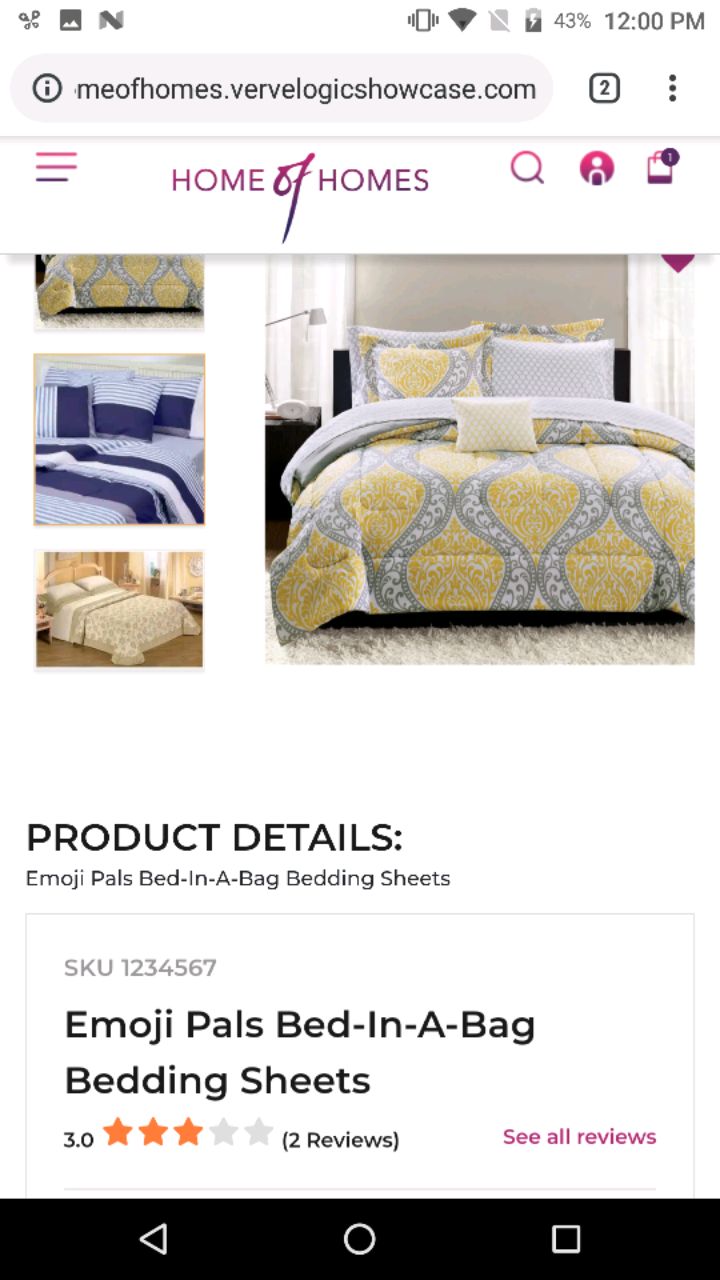 43% 12:00 PM
meofhomes.vervelogicshowcase.com
2
HOME of HOMES
1
PRODUCT DETAILS:
Emoji Pals Bed-In-A-Bag Bedding Sheets
SKU 1234567
Emoji Pals Bed-In-A-Bag
Bedding Sheets
3.0 (2 Reviews) See all reviews